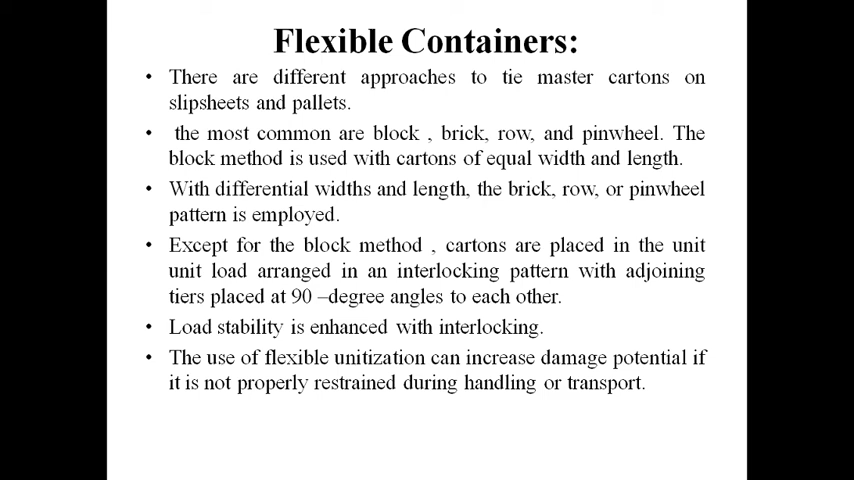 Flexible Containers:
• There are different approaches to tie master cartons on
slipsheets and pallets.
• the most common are block , brick, row, and pinwheel. The
block method is used with cartons of equal width and length.
• With differential widths and length, the brick, row, or pinwheel
pattern is employed.
• Except for the block method , cartons are placed in the unit
unit load arranged in an interlocking pattern with adjoining
tiers placed at 90 –degree angles to each other.
• Load stability is enhanced with interlocking.
• The use of flexible unitization can increase damage potential if
it is not properly restrained during handling or transport.